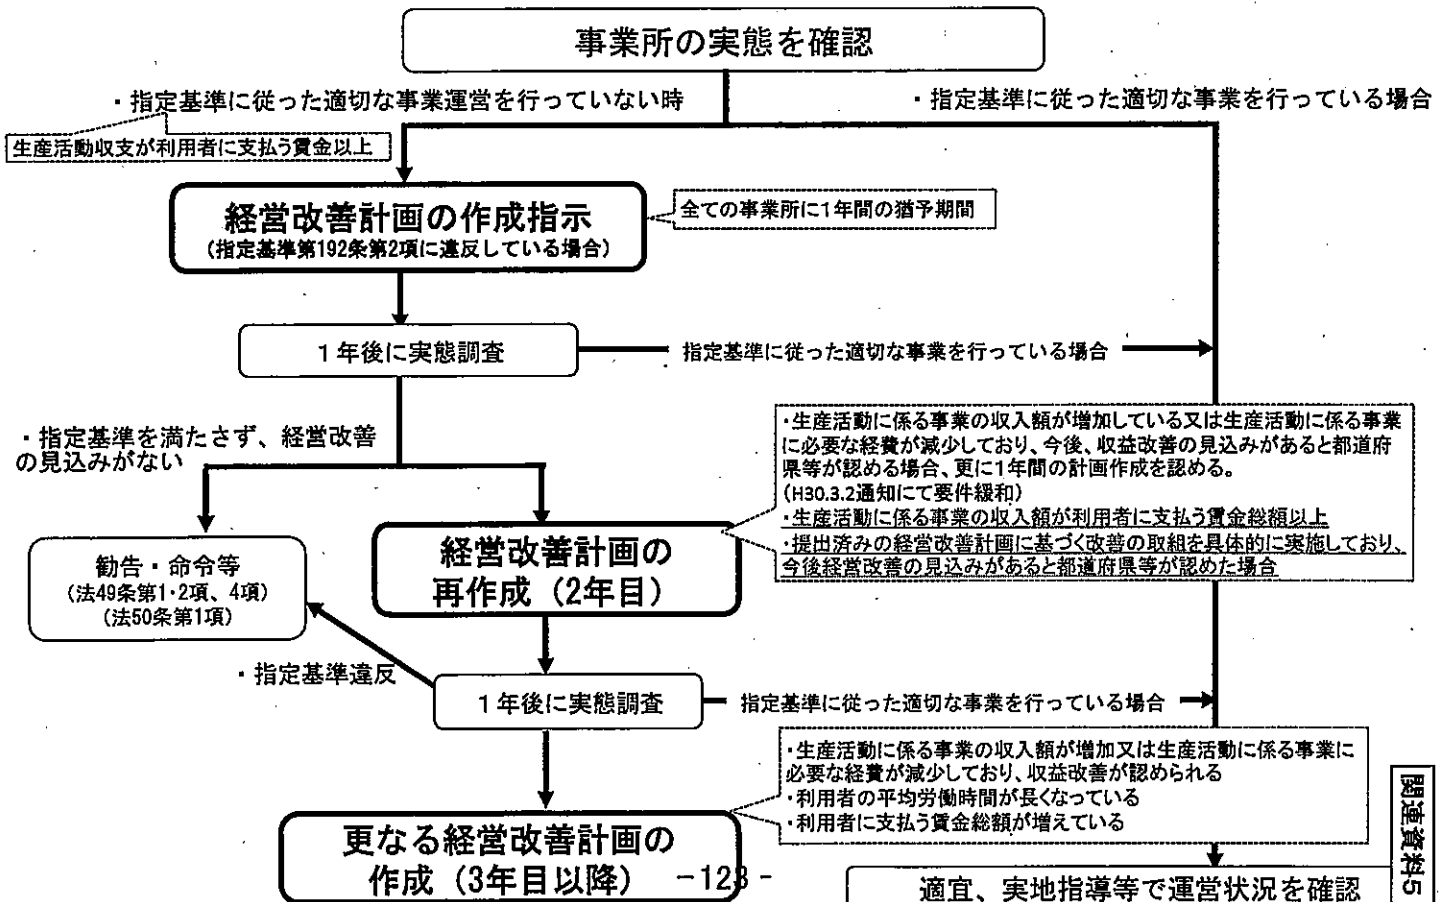 事業所の実態を確認
・指定基準に従った適切な事業運営を行っていない時
・指定基準に従った適切な事業を行っている場合
生産活動収支が利用者に支払う賃金以上
経営改善計画の作成指示
(指定基準第192条第2項に違反している場合)
全ての事業所に1年間の猶予期間
1年後に実態調査
指定基準に従った適切な事業を行っている場合
・指定基準を満たさず、経営改善
の見込みがない
・生産活動に係る事業の収入額が増加している又は生産活動に係る事業
に必要な経費が減少しており、今後、収益改善の見込みがあると都道府
県等が認める場合、更に1年間の計画作成を認める。
(H30.3.2通知にて要件緩和)
・生産活動に係る事業の収入額が利用者に支払う賃金総額以上
・提出済みの経営改善計画に基づく改善の取組を具体的に実施しており、
今後経営改善の見込みがあると都道府県等が認めた場合
経営改善計画の
再作成（2年目）
勧告・命令等
(法49条第1・2項、4項)
(法50条第1項)
・指定基準違反
1年後に実態調査
指定基準に従った適切な事業を行っている場合
・生産活動に係る事業の収入額が増加又は生産活動に係る事業に
必要な経費が減少しており、収益改善が認められる
・利用者の平均労働時間が長くなっている
・利用者に支払う賃金総額が増えている
更なる経営改善計画の
作成（3年目以降）
－123－
適宜、実地指導等で運営状況を確認
関連資料5